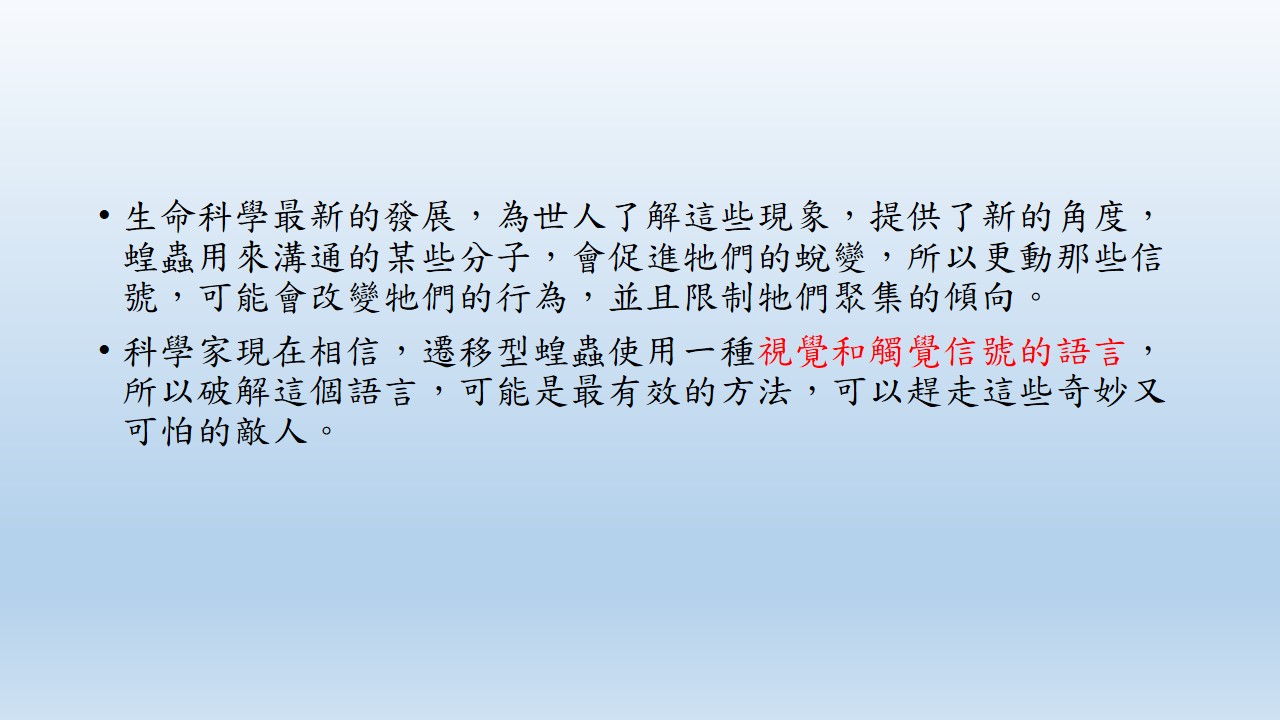 • 生命科學最新的發展，為世人了解這些現象，提供了新的角度，
蝗蟲用來溝通的某些分子，會促進牠們的蛻變，所以更動那些信
號，可能會改變牠們的行為，並且限制牠們聚集的傾向。
• 科學家現在相信，遷移型蝗蟲使用一種視覺和觸覺信號的語言，
所以破解這個語言，可能是最有效的方法，可以趕走這些奇妙又
可怕的敵人。